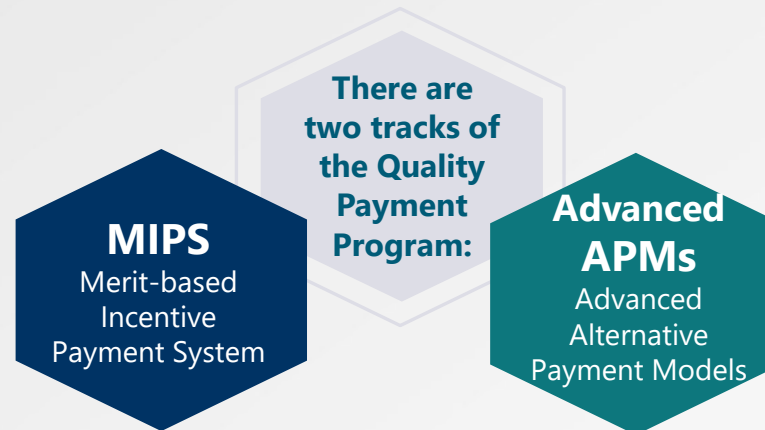 There are
two tracks of
the Quality
Payment
Program:
MIPS
Merit-based
Incentive
Payment System
Advanced
APMs
Advanced
Alternative
Payment Models